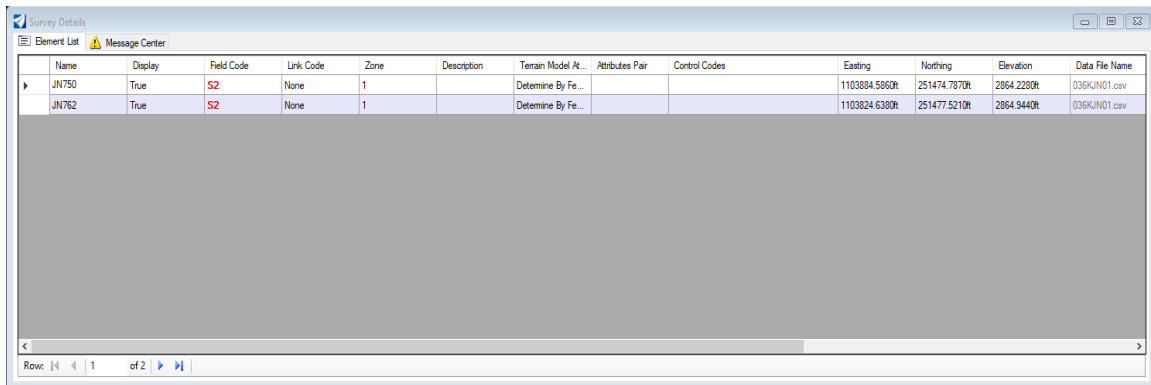 Survey Details
Element List Message Center
Name Display Field Code Link Code Zone Description Terrain Model At... Attributes Pair Control Codes Easting Northing Elevation Data File Name
JN750 True S2 None 1 Determine By Fe... 1103884.5860ft 251474.7870ft 2864.2280ft 036KJN01.csv
JN762 True S2 None 1 Determine By Fe... 1103824.6380ft 251477.5210ft 2864.9440ft 036KJN01.csv
Row: 1 of 2